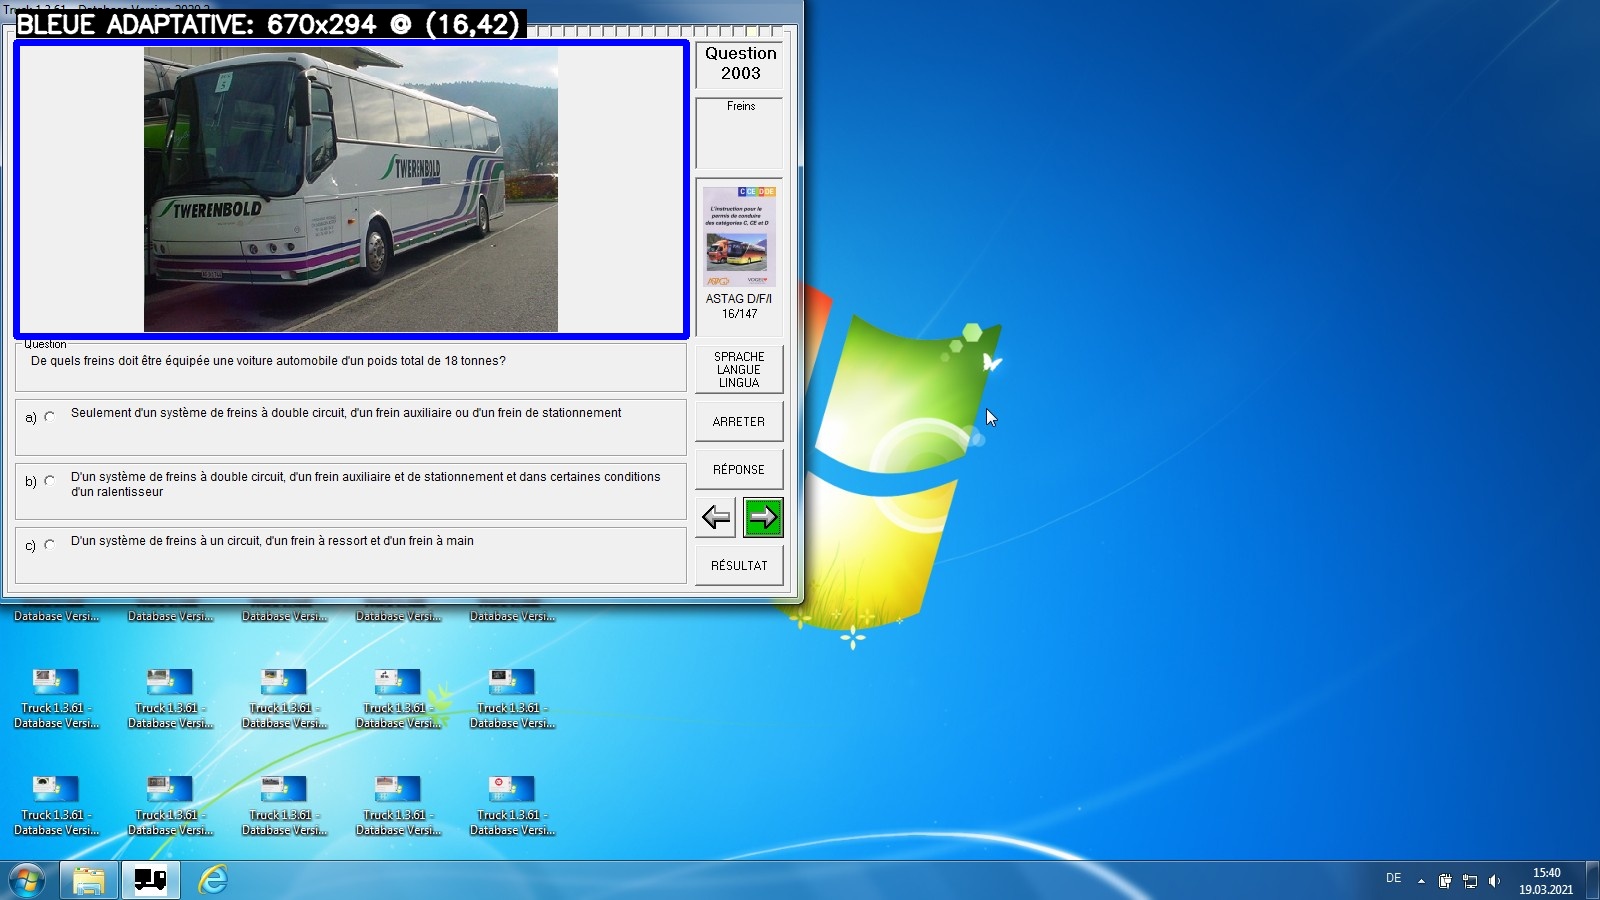 BLEUE ADAPTATIVE: 670x294 @ (16,42)
TWERENBOLD
TWERENBOLD
Question
2003
Freins
C CE D DE
L'instruction pour le
permis de conduire
des catégories C, CE et D
ASTAG D/F/I
16/147
Question
De quels freins doit être équipée une voiture automobile d'un poids total de 18 tonnes?
a) Seulement d'un système de freins à double circuit, d'un frein auxiliaire ou d'un frein de stationnement
b) D'un système de freins à double circuit, d'un frein auxiliaire et de stationnement et dans certaines conditions
d'un ralentisseur
c) D'un système de freins à un circuit, d'un frein à ressort et d'un frein à main
SPRACHE
LANGUE
LINGUA
ARRETER
RÉPONSE
RÉSULTAT
Database Versi... Database Versi... Database Versi... Database Versi... Database Versi...
Truck 1.3.61 - Truck 1.3.61 - Truck 1.3.61 - Truck 1.3.61 - Truck 1.3.61 -
Database Versi... Database Versi... Database Versi... Database Versi... Database Versi...
Truck 1.3.61 - Truck 1.3.61 - Truck 1.3.61 - Truck 1.3.61 - Truck 1.3.61 -
Database Versi... Database Versi... Database Versi... Database Versi... Database Versi...
DE
15:40
19.03.2021